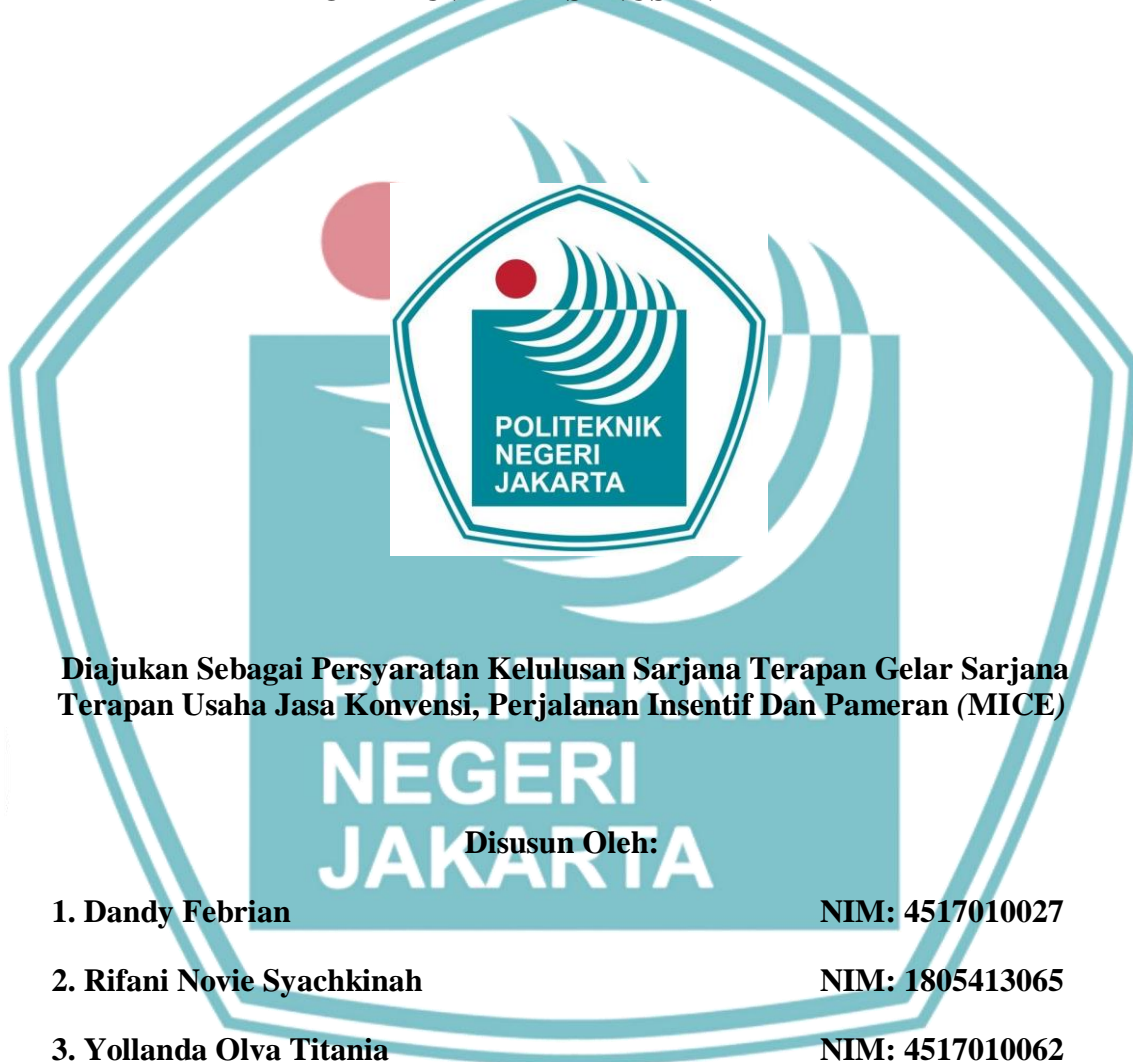 POLITEKNIK
NEGERI
JAKARTA
Diajukan Sebagai Persyaratan Kelulusan Sarjana Terapan Gelar Sarjana
Terapan Usaha Jasa Konvensi, Perjalanan Insentif Dan Pameran (MICE)
POLITEKNIK
NEGERI
JAKARTA
Disusun Oleh:
1. Dandy Febrian NIM: 4517010027
2. Rifani Novie Syachkinah NIM: 1805413065
3. Yollanda Olva Titania NIM: 4517010062